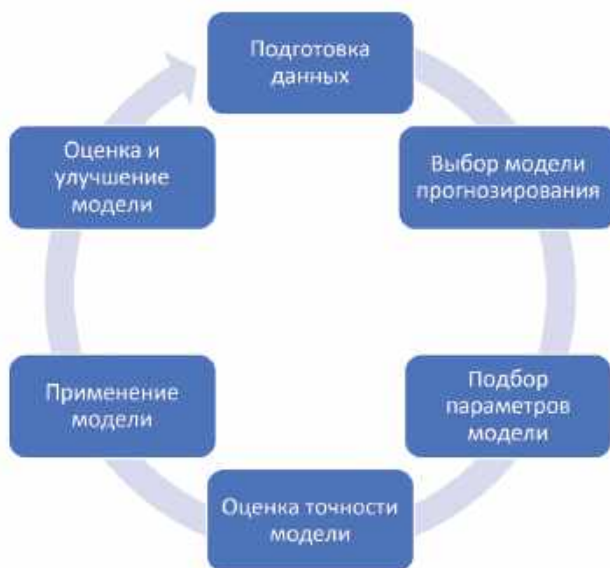 Подготовка
данных
Выбор модели
прогнозирования
Подбор
параметров
модели
Оценка точности
модели
Применение
модели
Оценка и
улучшение
модели